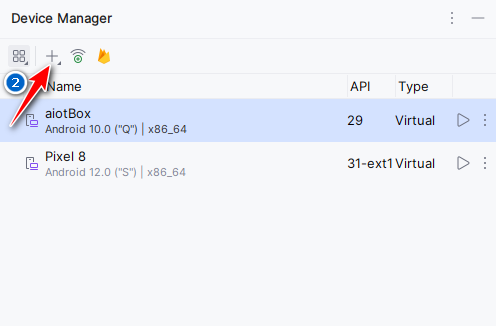 Device Manager
2
Name API Type
aiotBox 29 Virtual
Android 10.0 ("Q") | x86_64
Pixel 8 31-ext1 Virtual
Android 12.0 ("S") | x86_64